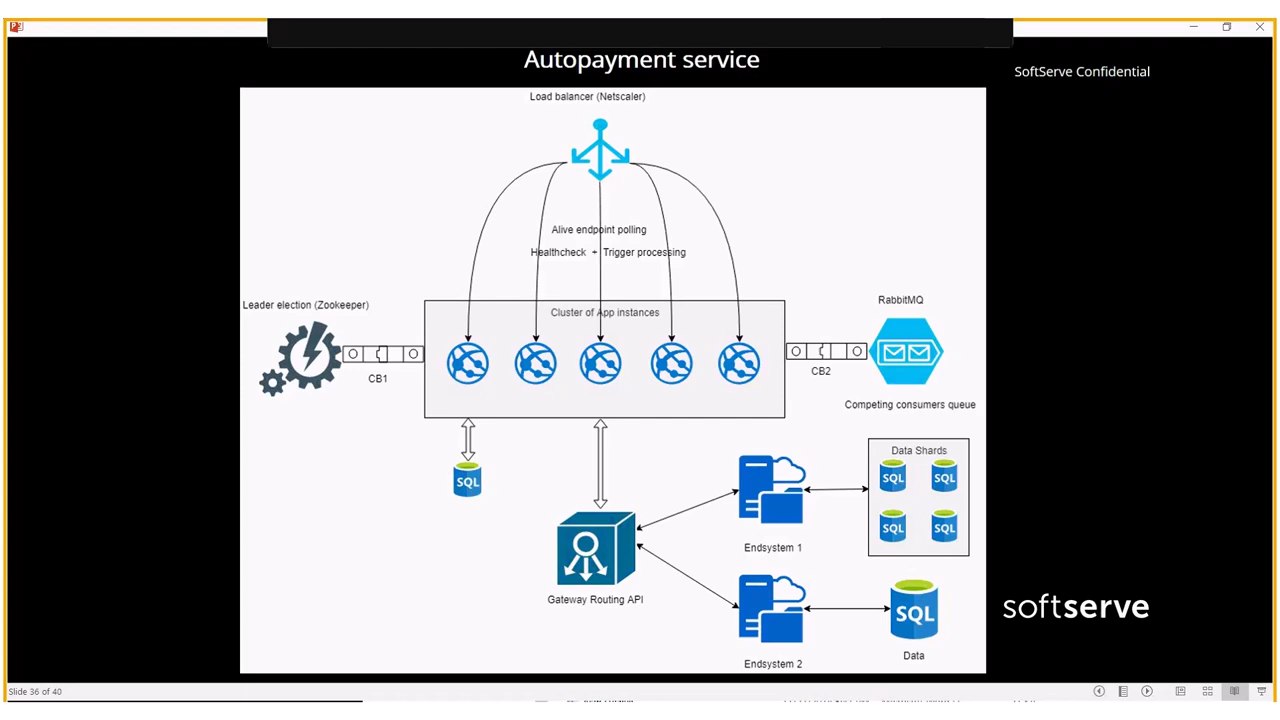 Autopayment service
SoftServe Confidential
Load balancer (Netscaler)
Alive endpoint polling
Healthcheck + Trigger processing
Leader election (Zookeeper)
Cluster of App instances
RabbitMQ
CB1
CB2
Competing consumers queue
SQL
Data Shards
SQL SQL
SQL SQL
Endsystem 1
Gateway Routing API
SQL
Endsystem 2
Data
softserve
Slide 36 of 40